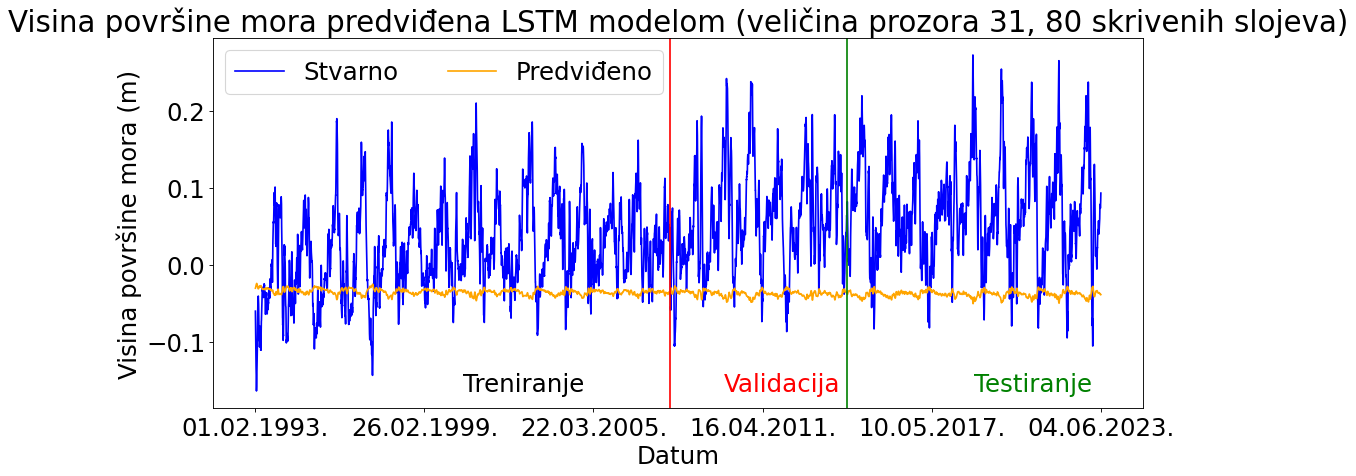 Visina površine mora predviđena LSTM modelom (veličina prozora 31, 80 skrivenih slojeva)
Stvarno
Predviđeno
Visina površine mora (m)
0.2
0.1
0.0
−0.1
Treniranje
Validacija
Testiranje
01.02.1993.
26.02.1999.
22.03.2005.
16.04.2011.
10.05.2017.
04.06.2023.
Datum